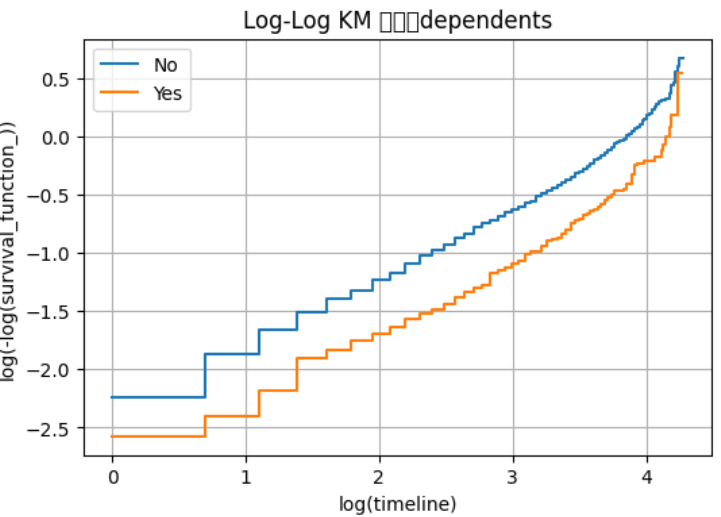 Log-Log KM dependents
No
Yes
0.5
0.0
−0.5
−1.0
−1.5
−2.0
−2.5
log(-log(survival_function_))
0 1 2 3 4
log(timeline)